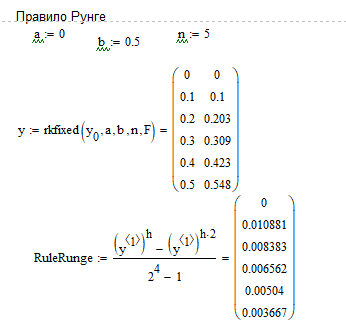 Правило Рунге
a := 0
b := 0.5
n := 5
y := rkfixed(y₀, a, b, n, F) =
0 0
0.1 0.1
0.2 0.203
0.3 0.309
0.4 0.423
0.5 0.548
RuleRunge := ((y^⟨1⟩)^h − (y^⟨1⟩)^(h·2)) / (2^4 − 1) =
0
0.010881
0.008383
0.006562
0.00504
0.003667